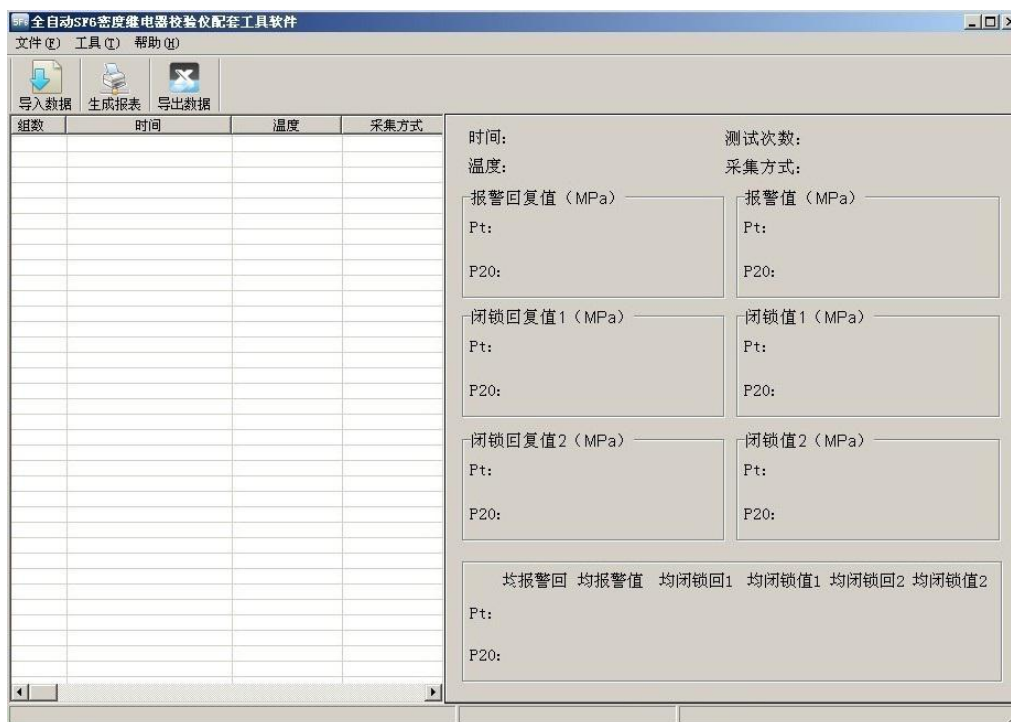 SF6 全自动SF6密度继电器校验仪配套工具软件
文件(F) 工具(T) 帮助(H)
导入数据 生成报表 导出数据
组数 时间 温度 采集方式
时间: 测试次数:
温度: 采集方式:
报警回复值（MPa） 报警值（MPa）
Pt: Pt:
P20: P20:
闭锁回复值1（MPa） 闭锁值1（MPa）
Pt: Pt:
P20: P20:
闭锁回复值2（MPa） 闭锁值2（MPa）
Pt: Pt:
P20: P20:
均报警回 均报警值 均闭锁回1 均闭锁值1 均闭锁回2 均闭锁值2
Pt:
P20: